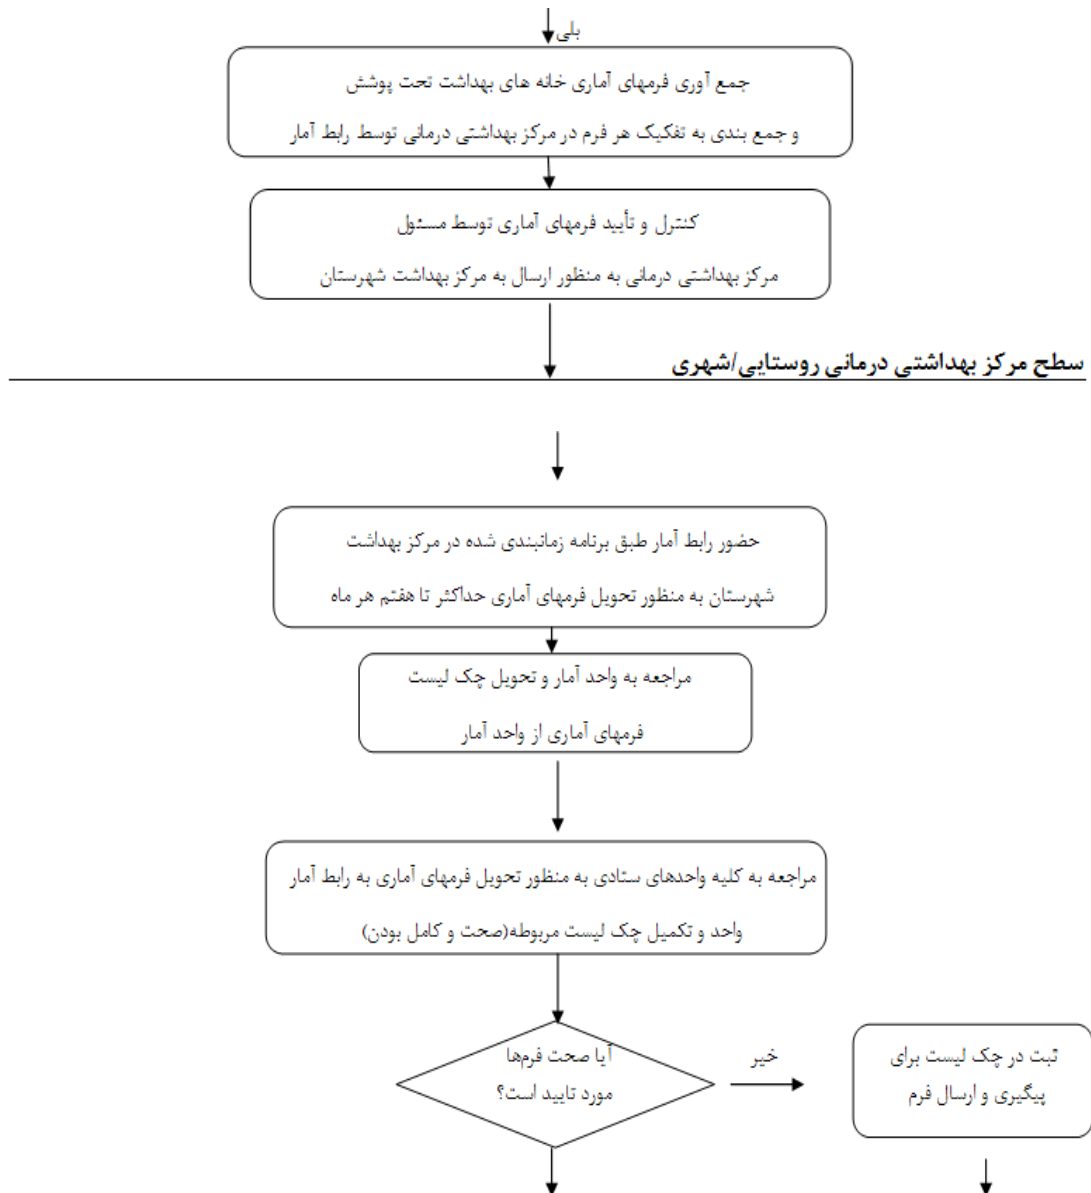 بلی
جمع آوری فرمهای آماری خانه های بهداشت تحت پوشش
و جمع بندی به تفکیک هر فرم در مرکز بهداشتی درمانی توسط رابط آمار
کنترل و تأیید فرمهای آماری توسط مسئول
مرکز بهداشتی درمانی به منظور ارسال به مرکز بهداشت شهرستان
سطح مرکز بهداشتی درمانی روستایی/شهری
حضور رابط آمار طبق برنامه زمانبندی شده در مرکز بهداشت
شهرستان به منظور تحویل فرمهای آماری حداکثر تا هفتم هر ماه
مراجعه به واحد آمار و تحویل چک لیست
فرمهای آماری از واحد آمار
مراجعه به کلیه واحدهای ستادی به منظور تحویل فرمهای آماری به رابط آمار
واحد و تکمیل چک لیست مربوطه(صحت و کامل بودن)
آیا صحت فرم‌ها
مورد تایید است؟
خیر
ثبت در چک لیست برای
پیگیری و ارسال فرم